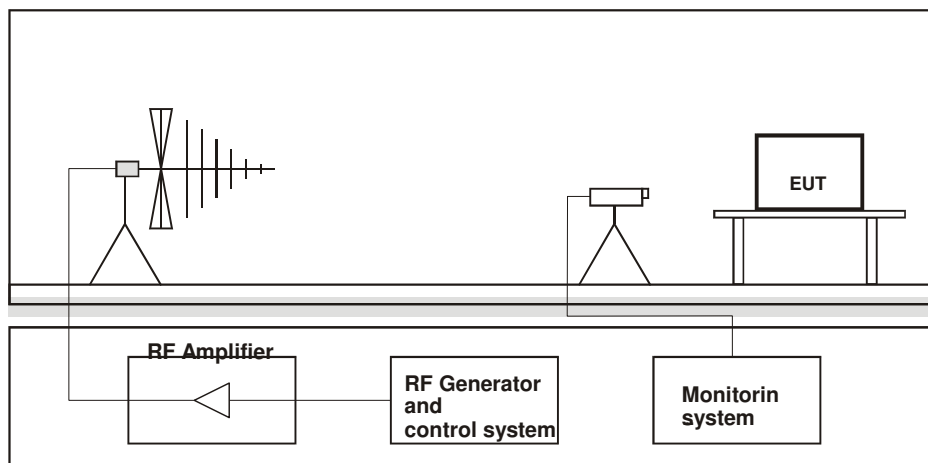 EUT
RF Amplifier
RF Generator
and
control system
Monitorin
system